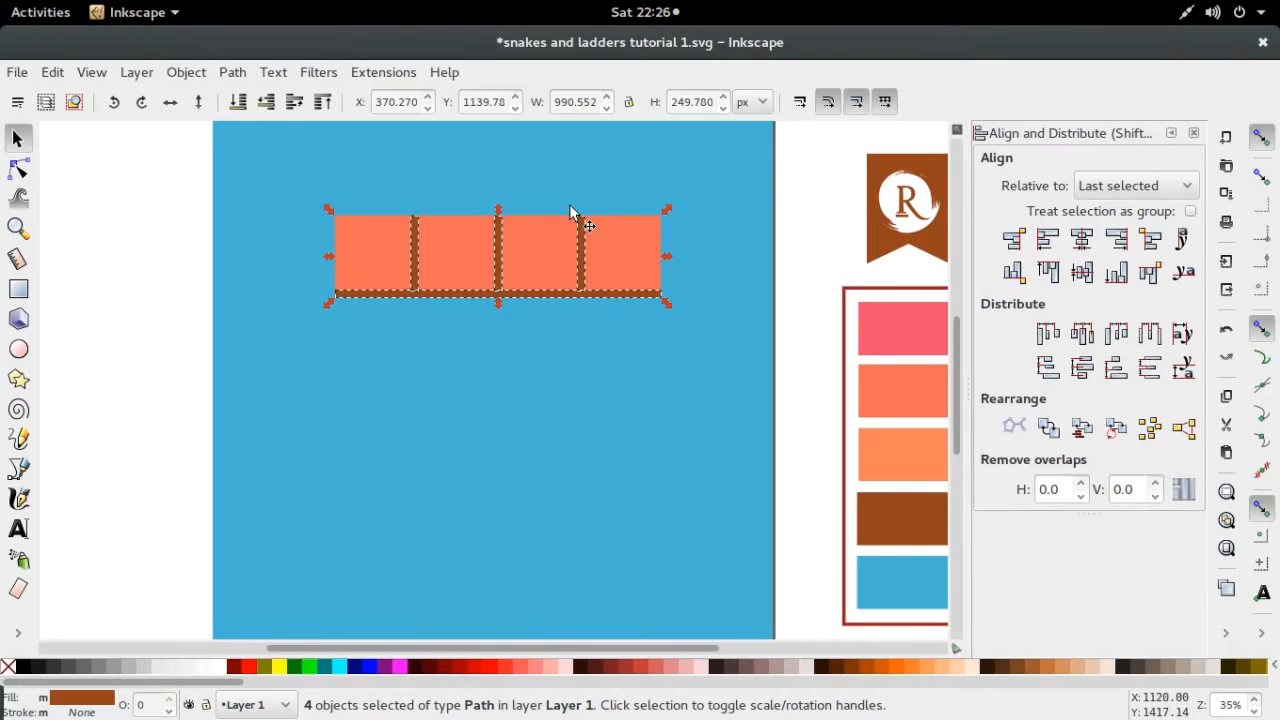 Activities Inkscape Sat 22:26
*snakes and ladders tutorial 1.svg – Inkscape
File Edit View Layer Object Path Text Filters Extensions Help
X: 370.270 Y: 1139.78 W: 990.552 H: 249.780 px
Align and Distribute (Shift...
Align
Relative to: Last selected
Treat selection as group:
R
Distribute
Rearrange
Remove overlaps
H: 0.0 V: 0.0
Fill: m O: 0 •Layer 1 4 objects selected of type Path in layer Layer 1. Click selection to toggle scale/rotation handles. X:1120.00 Z: 35%
Stroke: m None Y:1417.14